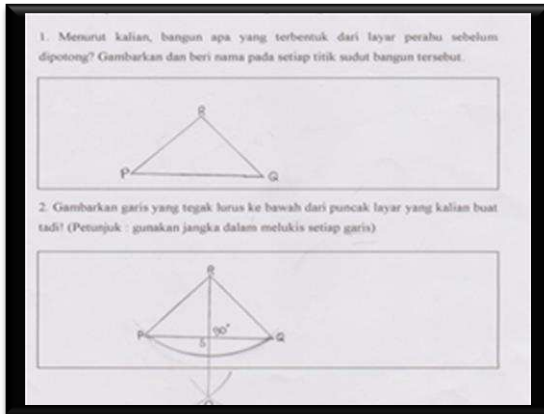 1. Menurut kalian, bangun apa yang terbentuk dari layar perahu sebelum
dipotong? Gambarkan dan beri nama pada setiap titik sudut bangun tersebut.
R
P Q
2. Gambarkan garis yang tegak lurus ke bawah dari puncak layar yang kalian buat
tadi! (Petunjuk : gunakan jangka dalam melukis setiap garis)
R
P 90° Q
S